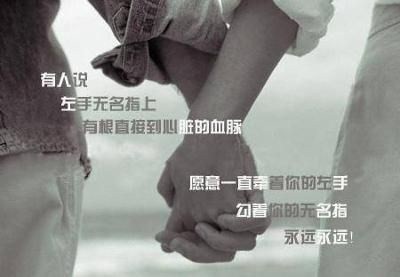 有人说
左手无名指上
有根直接到心脏的血脉
愿意一直牵着你的左手
勾着你的无名指
永远永远!